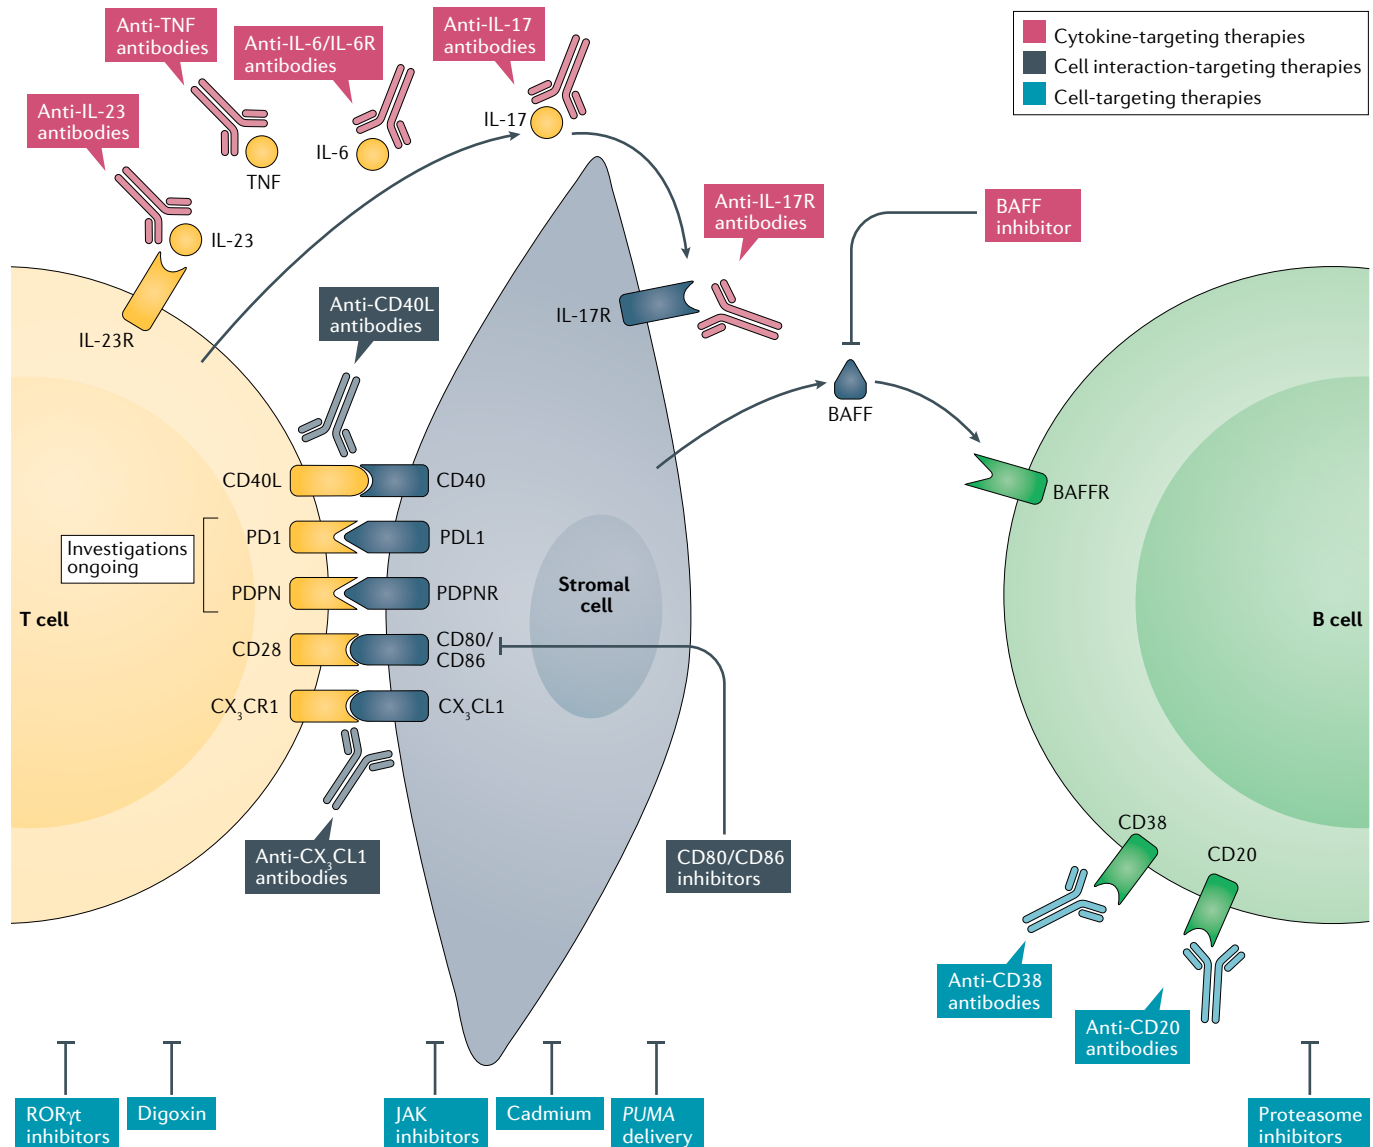 Anti-TNF
antibodies
Anti-IL-6/IL-6R
antibodies
Anti-IL-17
antibodies
Anti-IL-23
antibodies
Cytokine-targeting therapies
Cell interaction-targeting therapies
Cell-targeting therapies
TNF
IL-6
IL-17
IL-23
IL-23R
Anti-IL-17R
antibodies
BAFF
inhibitor
Anti-CD40L
antibodies
IL-17R
BAFF
BAFFR
CD40L
CD40
PD1
PDL1
Investigations
ongoing
PDPN
PDPNR
T cell
Stromal
cell
B cell
CD28
CD80/
CD86
CX₃CR1
CX₃CL1
Anti-CX₃CL1
antibodies
CD80/CD86
inhibitors
CD38
CD20
Anti-CD38
antibodies
Anti-CD20
antibodies
RORγt
inhibitors
Digoxin
JAK
inhibitors
Cadmium
PUMA
delivery
Proteasome
inhibitors